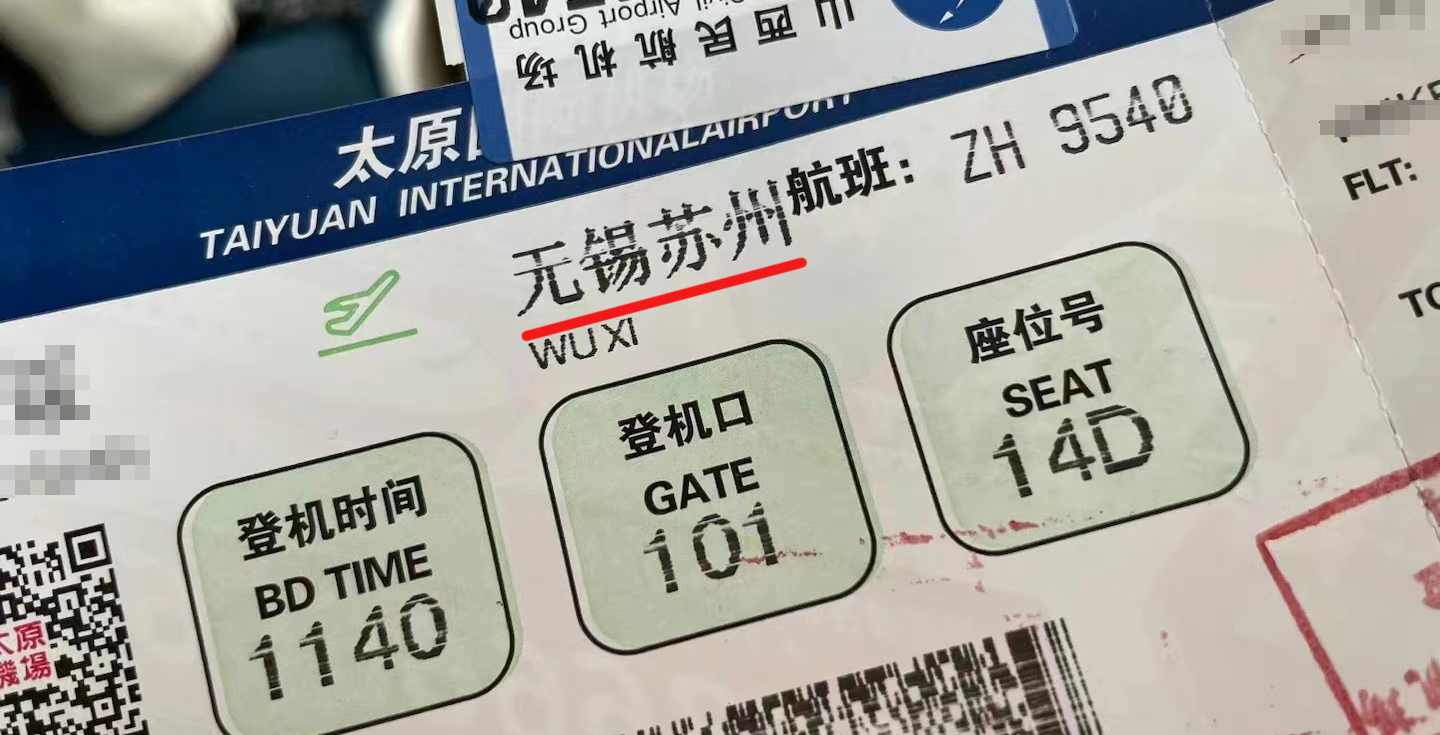 Civil Airport Group
山西民航机场
太原
TAIYUAN INTERNATIONALAIRPORT
无锡苏州
航班: ZH 9540
WU XI
FLT:
登机时间
BD TIME
1140
登机口
GATE
101
座位号
SEAT
14D
太原
機場